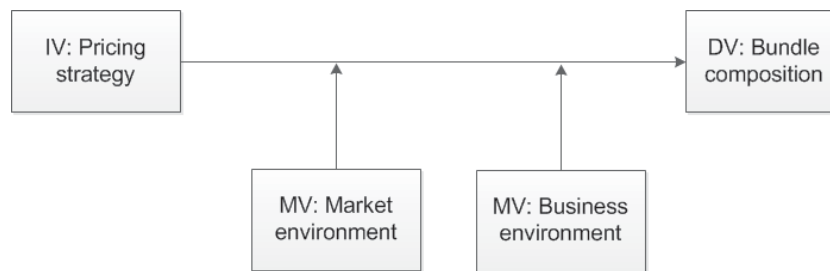 IV: Pricing
strategy
DV: Bundle
composition
MV: Market
environment
MV: Business
environment